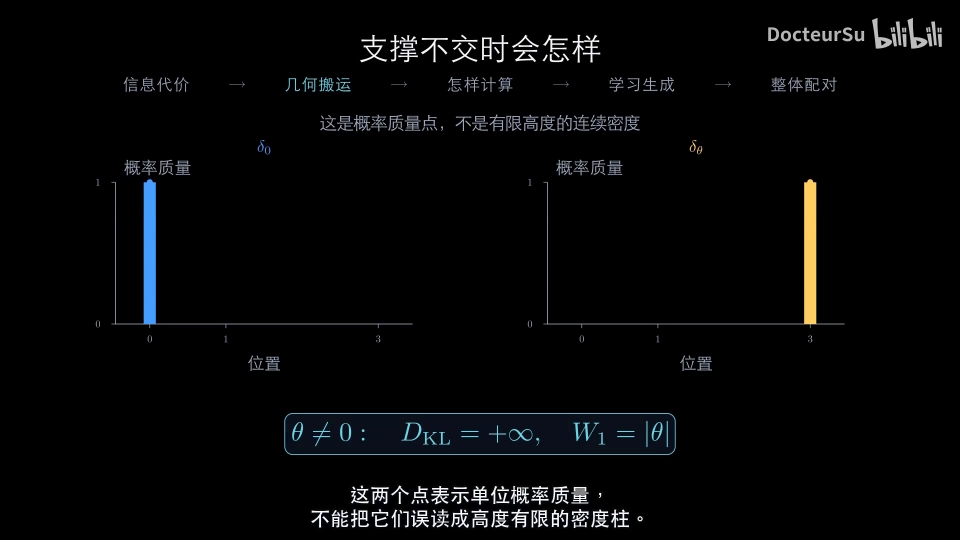 DocteurSu bilibili
支撑不交时会怎样
信息代价 → 几何搬运 → 怎样计算 → 学习生成 → 整体配对
这是概率质量点，不是有限高度的连续密度
δ₀ δ_θ
概率质量 概率质量
1 1
0 0
0 1 3 0 1 3
位置 位置
θ ≠ 0 : D_KL = +∞, W₁ = |θ|
这两个点表示单位概率质量，
不能把它们误读成高度有限的密度柱。